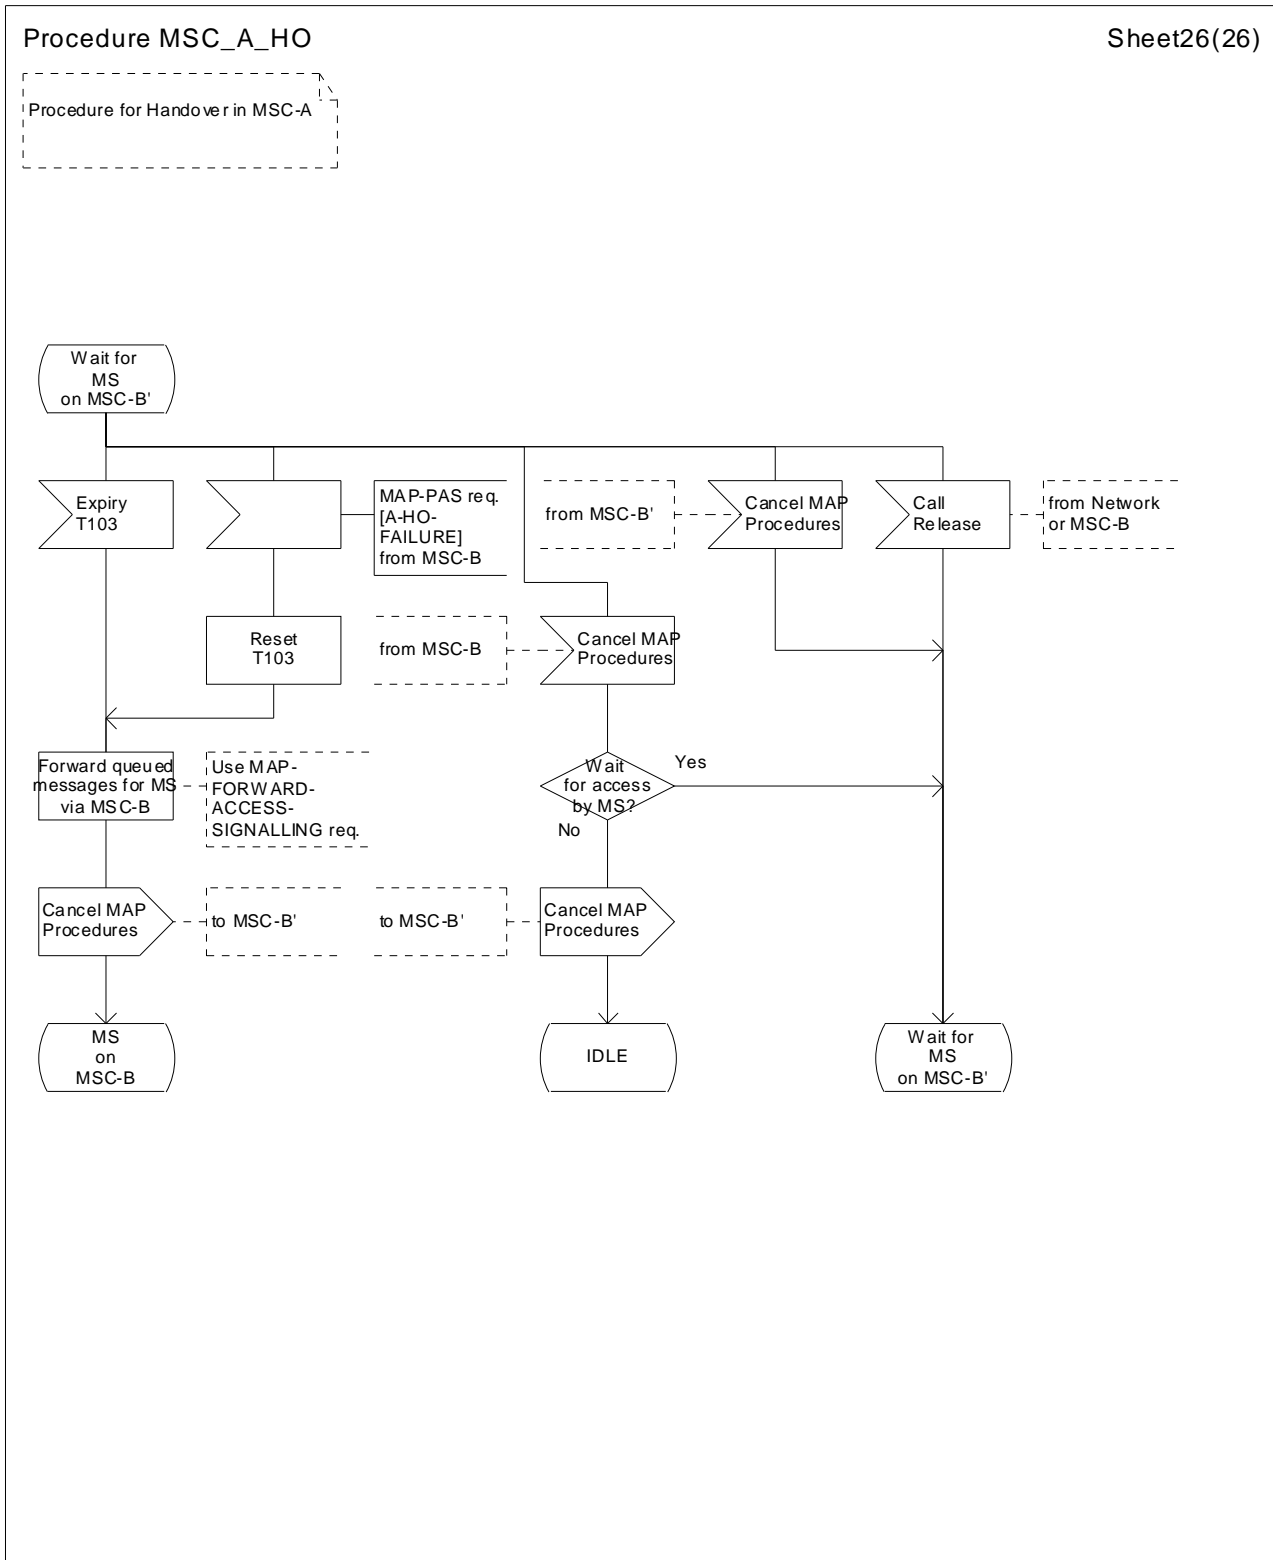 Procedure MSC_A_HO
Sheet26(26)
Procedure for Handover in MSC-A
Wait for
MS
on MSC-B'
Expiry
T103
MAP-PAS req.
[A-HO-
FAILURE]
from MSC-B
from MSC-B'
Cancel MAP
Procedures
Call
Release
from Network
or MSC-B
Reset
T103
from MSC-B
Cancel MAP
Procedures
Forward queued
messages for MS
via MSC-B
Use MAP-
FORWARD-
ACCESS-
SIGNALLING req.
Wait
for access
by MS?
Yes
No
Cancel MAP
Procedures
to MSC-B'
to MSC-B'
Cancel MAP
Procedures
MS
on
MSC-B
IDLE
Wait for
MS
on MSC-B'